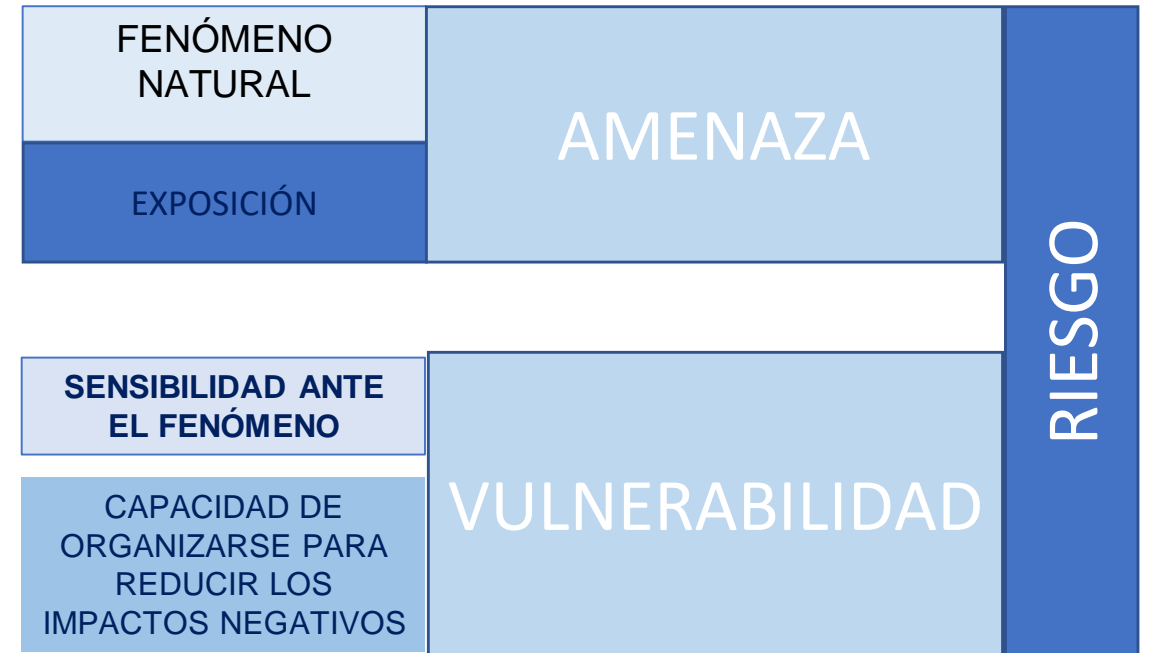 FENÓMENO
NATURAL
AMENAZA
EXPOSICIÓN
RIESGO
SENSIBILIDAD ANTE
EL FENÓMENO
VULNERABILIDAD
CAPACIDAD DE
ORGANIZARSE PARA
REDUCIR LOS
IMPACTOS NEGATIVOS